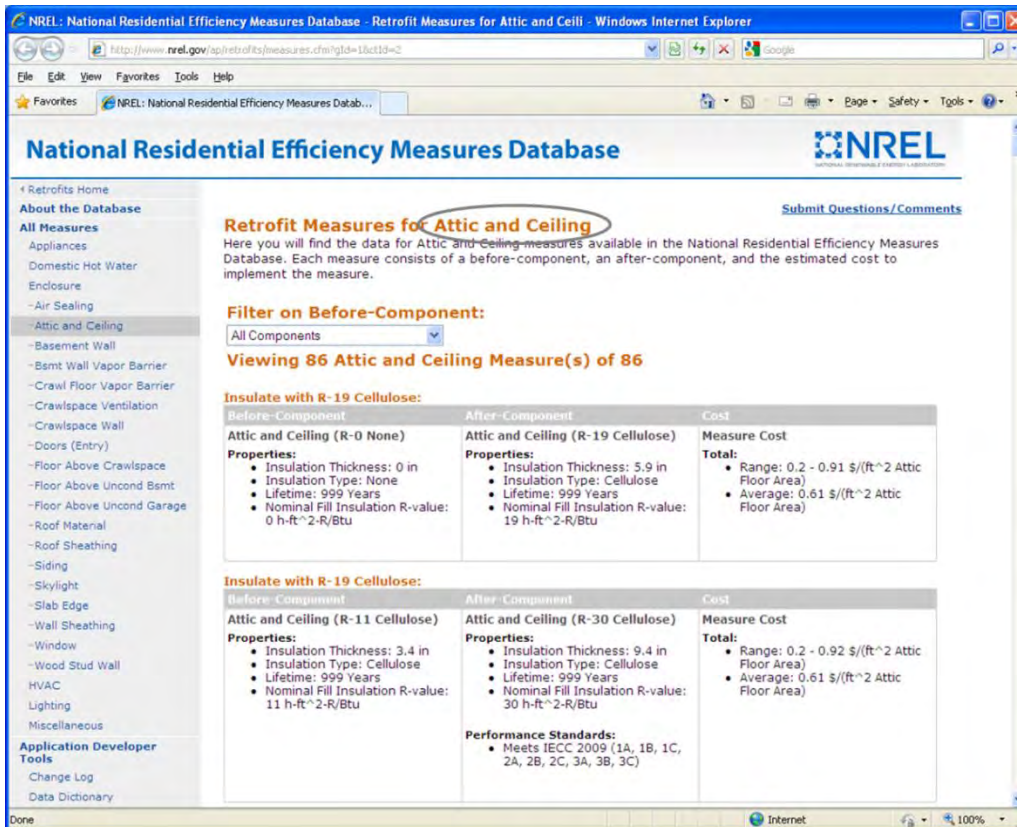 NREL: National Residential Efficiency Measures Database - Retrofit Measures for Attic and Ceili - Windows Internet Explorer
http://www.nrel.gov/ap/retrofits/measures.cfm?gId=1&ctId=2
Google
File Edit View Favorites Tools Help
Favorites
NREL: National Residential Efficiency Measures Datab...
Page Safety Tools
National Residential Efficiency Measures Database
NREL
NATIONAL RENEWABLE ENERGY LABORATORY
Retrofits Home
About the Database
All Measures
Appliances
Domestic Hot Water
Enclosure
-Air Sealing
-Attic and Ceiling
-Basement Wall
-Bsmt Wall Vapor Barrier
-Crawl Floor Vapor Barrier
-Crawlspace Ventilation
-Crawlspace Wall
-Doors (Entry)
-Floor Above Crawlspace
-Floor Above Uncond Bsmt
-Floor Above Uncond Garage
-Roof Material
-Roof Sheathing
-Siding
-Skylight
-Slab Edge
-Wall Sheathing
-Window
-Wood Stud Wall
HVAC
Lighting
Miscellaneous
Application Developer
Tools
Change Log
Data Dictionary
Submit Questions/Comments
Retrofit Measures for Attic and Ceiling
Here you will find the data for Attic and Ceiling measures available in the National Residential Efficiency Measures
Database. Each measure consists of a before-component, an after-component, and the estimated cost to
implement the measure.
Filter on Before-Component:
All Components
Viewing 86 Attic and Ceiling Measure(s) of 86
Insulate with R-19 Cellulose:
Before-Component After-Component Cost
Attic and Ceiling (R-0 None)
Properties:
• Insulation Thickness: 0 in
• Insulation Type: None
• Lifetime: 999 Years
• Nominal Fill Insulation R-value:
0 h-ft^2-R/Btu
Attic and Ceiling (R-19 Cellulose)
Properties:
• Insulation Thickness: 5.9 in
• Insulation Type: Cellulose
• Lifetime: 999 Years
• Nominal Fill Insulation R-value:
19 h-ft^2-R/Btu
Measure Cost
Total:
• Range: 0.2 - 0.91 $/(ft^2 Attic
Floor Area)
• Average: 0.61 $/(ft^2 Attic
Floor Area)
Insulate with R-19 Cellulose:
Before-Component After-Component Cost
Attic and Ceiling (R-11 Cellulose)
Properties:
• Insulation Thickness: 3.4 in
• Insulation Type: Cellulose
• Lifetime: 999 Years
• Nominal Fill Insulation R-value:
11 h-ft^2-R/Btu
Attic and Ceiling (R-30 Cellulose)
Properties:
• Insulation Thickness: 9.4 in
• Insulation Type: Cellulose
• Lifetime: 999 Years
• Nominal Fill Insulation R-value:
30 h-ft^2-R/Btu
Performance Standards:
• Meets IECC 2009 (1A, 1B, 1C,
2A, 2B, 2C, 3A, 3B, 3C)
Measure Cost
Total:
• Range: 0.2 - 0.92 $/(ft^2 Attic
Floor Area)
• Average: 0.61 $/(ft^2 Attic
Floor Area)
Done
Internet
100%